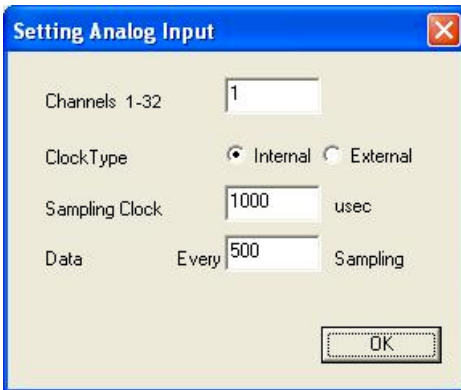 Setting Analog Input
Channels 1-32 1
ClockType Internal External
Sampling Clock 1000 usec
Data Every 500 Sampling
OK